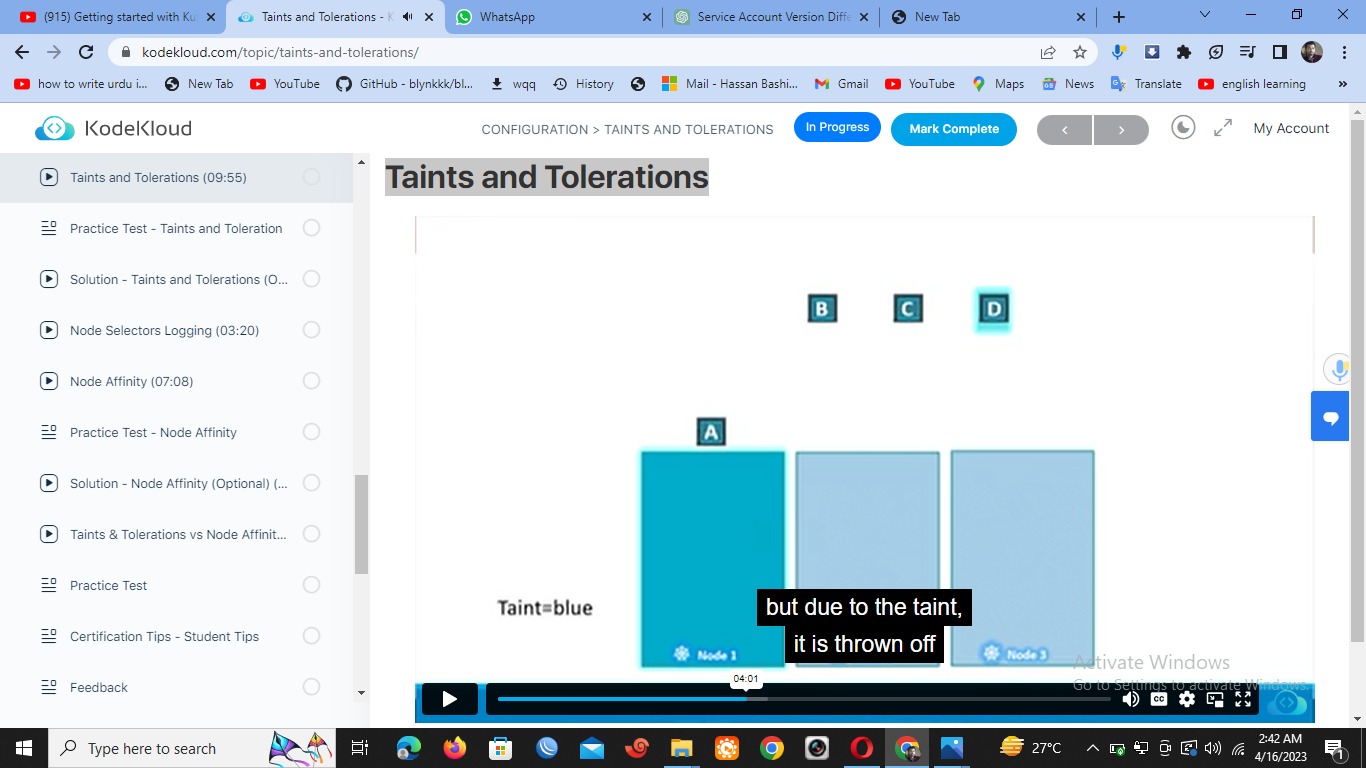 (915) Getting started with Ku
Taints and Tolerations - K
WhatsApp
Service Account Version Diffe
New Tab
kodekloud.com/topic/taints-and-tolerations/
how to write urdu i...
New Tab
YouTube
GitHub - blynkkk/bl...
wqq
History
Mail - Hassan Bashi...
Gmail
YouTube
Maps
News
Translate
english learning
»
KodeKloud
CONFIGURATION > TAINTS AND TOLERATIONS
In Progress
Mark Complete
<
>
My Account
Taints and Tolerations (09:55)
Practice Test - Taints and Toleration
Solution - Taints and Tolerations (O...
Node Selectors Logging (03:20)
Node Affinity (07:08)
Practice Test - Node Affinity
Solution - Node Affinity (Optional) (...
Taints & Tolerations vs Node Affinit...
Practice Test
Certification Tips - Student Tips
Feedback
Taints and Tolerations
B
C
D
A
Taint=blue
but due to the taint,
it is thrown off
Node 1
Node 3
04:01
CC
Activate Windows
Go to Settings to activate Windows.
Type here to search
27°C
2:42 AM
4/16/2023
1